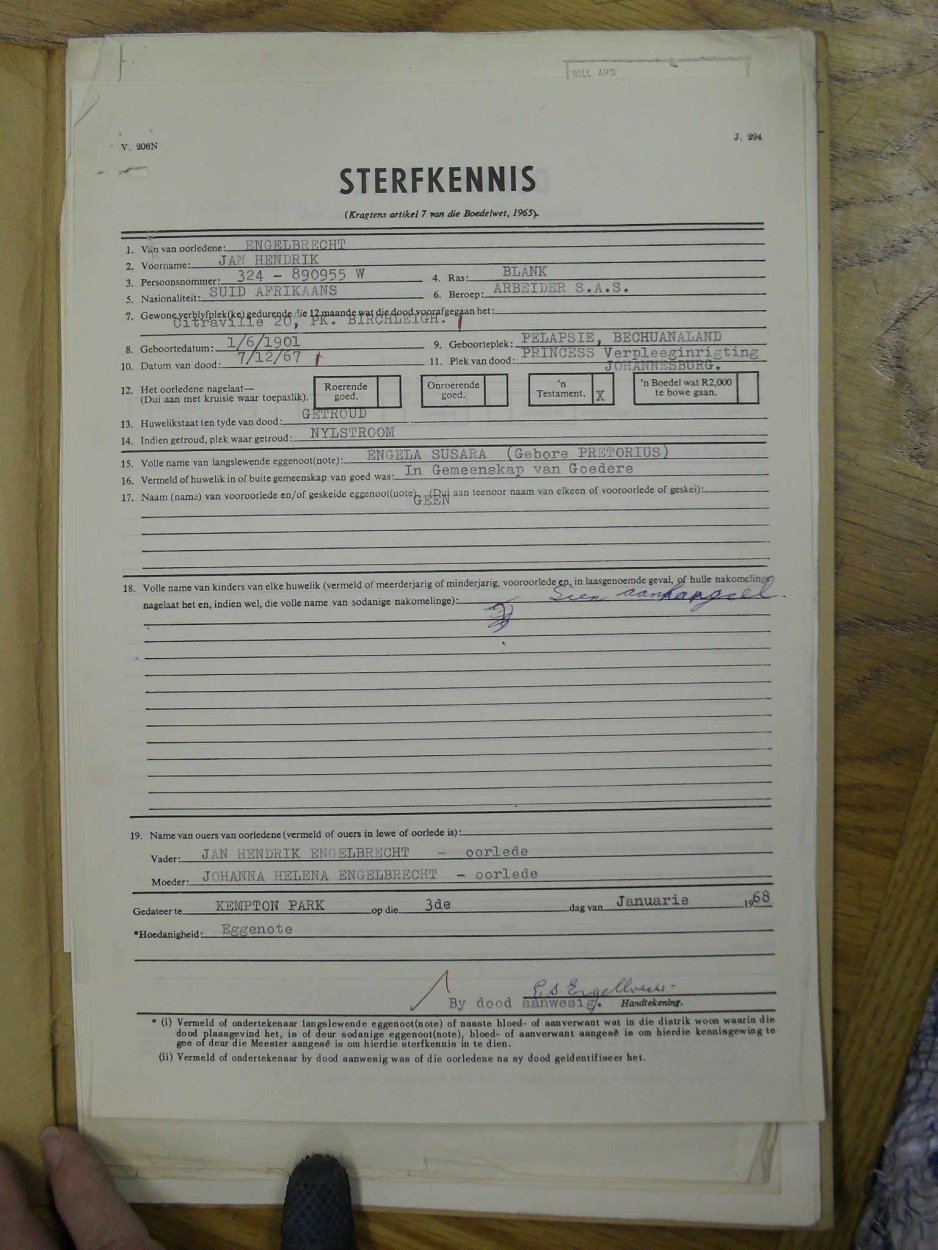 WILL AND
V. 206N
J. 294
STERFKENNIS
(Kragtens artikel 7 van die Boedelwet, 1965).
1. Van van oorledene: ENGELBRECHT
2. Voorname: JAN HENDRIK
3. Persoonsnommer: 324 - 890955 W 4. Ras: BLANK
5. Nasionaliteit: SUID AFRIKAANS 6. Beroep: ARBEIDER S.A.S.
7. Gewone verblyfplek(ke) gedurende die 12 maande wat die dood voorafgegaan het:
Citraville 20, PK. BIRCHLEIGH.
8. Geboortedatum: 1/6/1901 9. Geboorteplek: PELAPSIE, BECHUANALAND
10. Datum van dood: 7/12/67 11. Plek van dood: PRINCESS Verpleeginrigting
JOHANNESBURG.
12. Het oorledene nagelaat—
(Dui aan met kruisie waar toepaslik). Roerende goed. Onroerende goed. 'n Testament. X 'n Boedel wat R2,000 te bowe gaan.
13. Huwelikstaat ten tyde van dood: GETROUD
14. Indien getroud, plek waar getroud: NYLSTROOM
15. Volle name van langslewende eggenoot(note): ENGELA SUSARA (Gebore PRETORIUS)
16. Vermeld of huwelik in of buite gemeenskap van goed was: In Gemeenskap van Goedere
17. Naam (name) van vooroorlede en/of geskeide eggenoot(note). (Dui aan teenoor naam van elkeen of vooroorlede of geskei):
GEEN
18. Volle name van kinders van elke huwelik (vermeld of meerderjarig of minderjarig, vooroorlede en, in laasgenoemde geval, of hulle nakomelinge
nagelaat het en, indien wel, die volle name van sodanige nakomelinge): Sien aanhangsel.
19. Name van ouers van oorledene (vermeld of ouers in lewe of oorlede is):
Vader: JAN HENDRIK ENGELBRECHT - oorlede
Moeder: JOHANNA HELENA ENGELBRECHT - oorlede
Gedateer te KEMPTON PARK op die 3de dag van Januarie 1968
*Hoedanigheid: Eggenote
E.S Engelbrecht
By dood aanwesig. Handtekening.
* (i) Vermeld of ondertekenaar langslewende eggenoot(note) of naaste bloed- of aanverwant wat in die distrik woon waarin die
dood plaasgevind het, is of deur sodanige eggenoot(note), bloed- of aanverwant aangesê is om hierdie kennisgewing te
gee of deur die Meester aangesê is om hierdie sterfkennis in te dien.
(ii) Vermeld of ondertekenaar by dood aanwesig was of die oorledene na sy dood geïdentifiseer het.